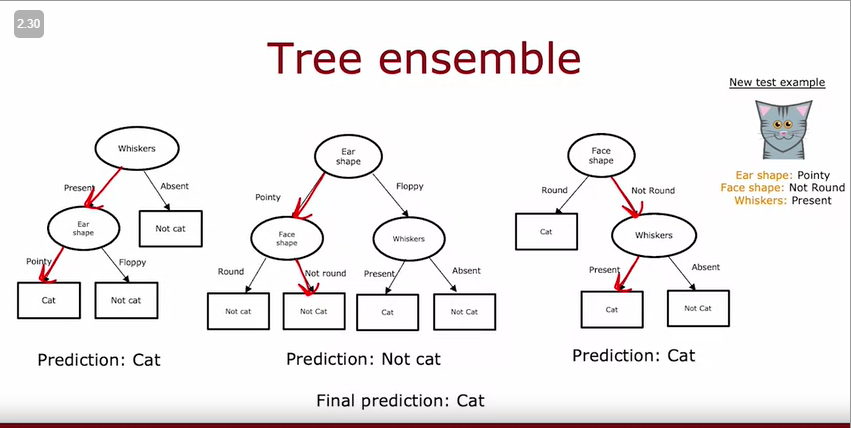 2.30
Tree ensemble
New test example
Ear shape: Pointy
Face shape: Not Round
Whiskers: Present
Whiskers
Present
Absent
Ear
shape
Not cat
Pointy
Floppy
Cat
Not cat
Prediction: Cat
Ear
shape
Pointy
Floppy
Face
shape
Whiskers
Round
Not round
Present
Absent
Not cat
Not Cat
Cat
Not Cat
Prediction: Not cat
Face
shape
Round
Not Round
Cat
Whiskers
Present
Absent
Cat
Not Cat
Prediction: Cat
Final prediction: Cat